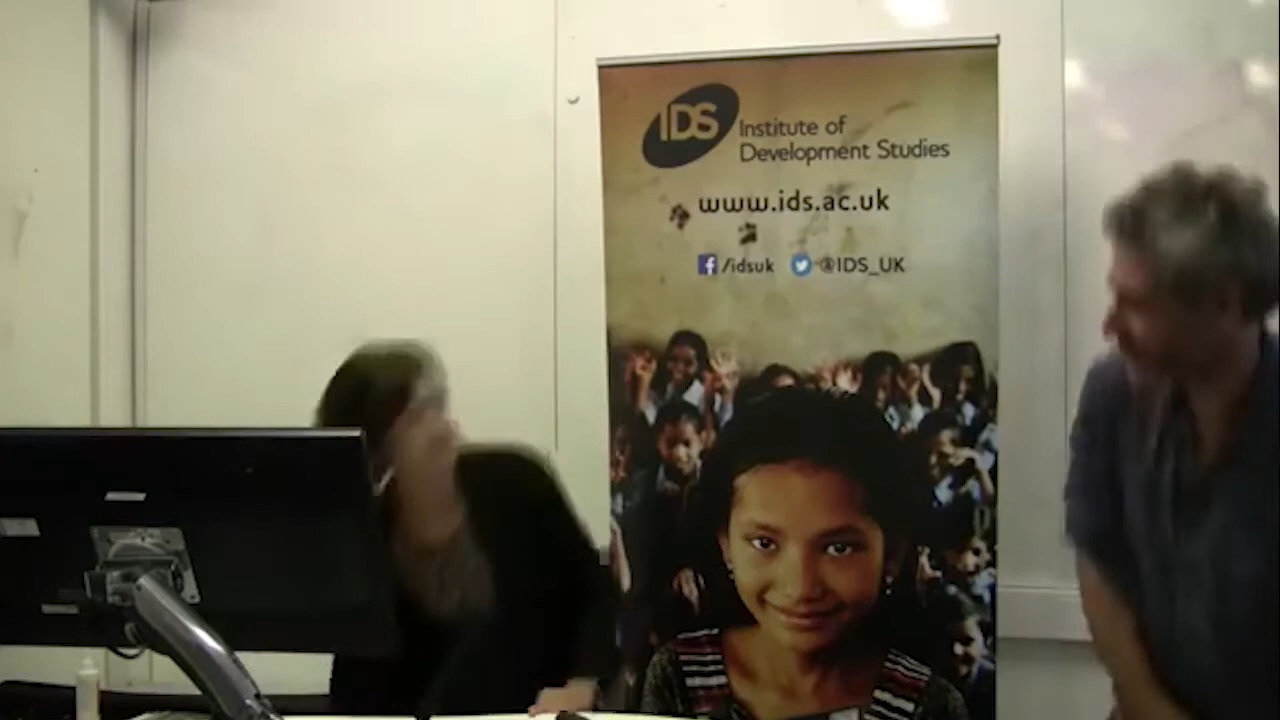 IDS
Institute of
Development Studies
www.ids.ac.uk
/idsuk @IDS_UK